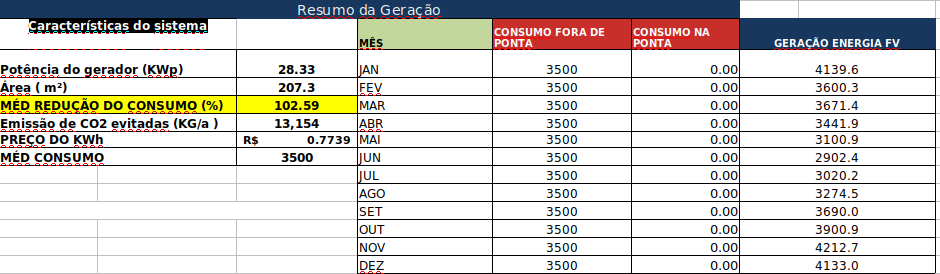 Resumo da Geração
Características do sistema
MÊS CONSUMO FORA DE PONTA CONSUMO NA PONTA GERAÇÃO ENERGIA FV
Potência do gerador (KWp) 28.33 JAN 3500 0.00 4139.6
Área ( m²) 207.3 FEV 3500 0.00 3600.3
MÉD REDUÇÃO DO CONSUMO (%) 102.59 MAR 3500 0.00 3671.4
Emissão de CO2 evitadas (KG/a ) 13,154 ABR 3500 0.00 3441.9
PREÇO DO KWh R$ 0.7739 MAI 3500 0.00 3100.9
MÉD CONSUMO 3500 JUN 3500 0.00 2902.4
JUL 3500 0.00 3020.2
AGO 3500 0.00 3274.5
SET 3500 0.00 3690.0
OUT 3500 0.00 3900.9
NOV 3500 0.00 4212.7
DEZ 3500 0.00 4133.0